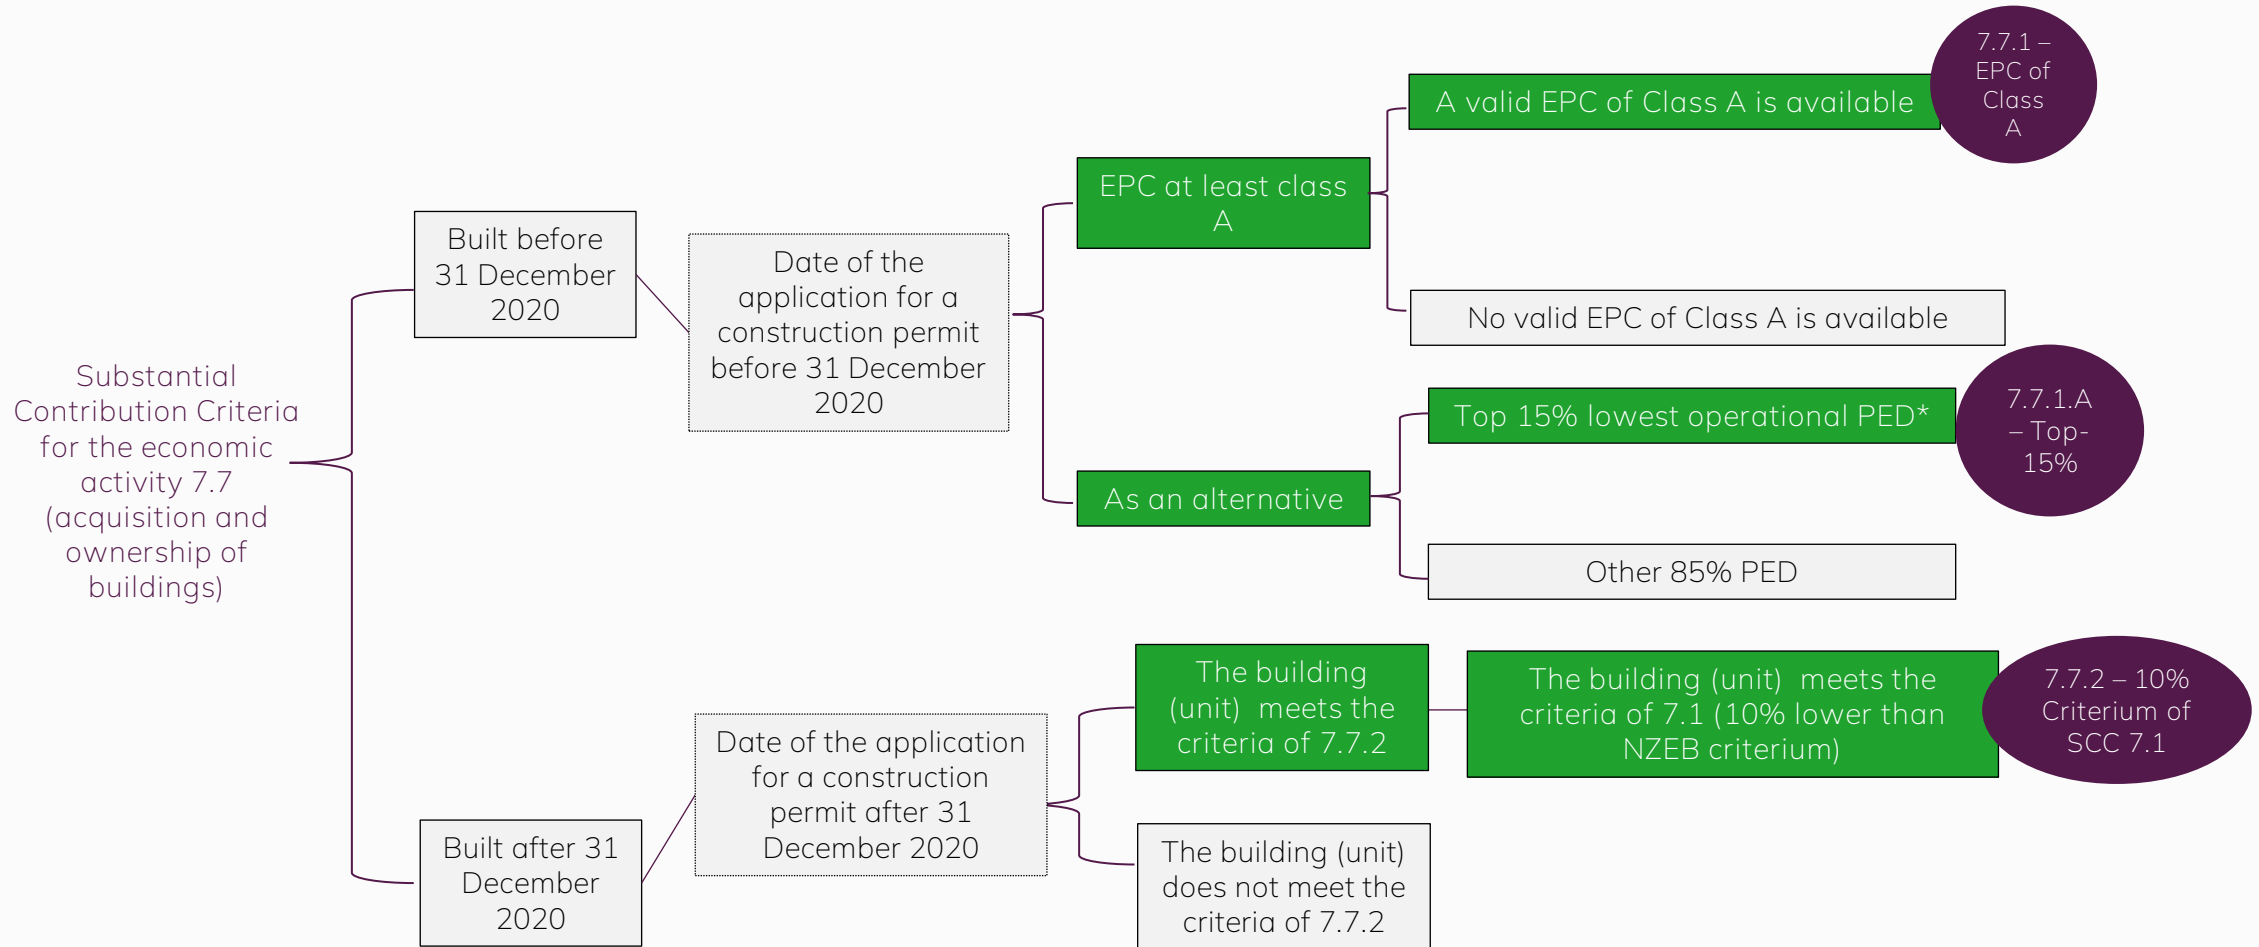 Substantial
Contribution Criteria
for the economic
activity 7.7
(acquisition and
ownership of
buildings)
Built before
31 December
2020
Date of the
application for a
construction permit
before 31 December
2020
EPC at least class
A
A valid EPC of Class A is available
7.7.1 –
EPC of
Class
A
No valid EPC of Class A is available
As an alternative
Top 15% lowest operational PED*
7.7.1.A
– Top-
15%
Other 85% PED
Built after 31
December
2020
Date of the application
for a construction
permit after 31
December 2020
The building
(unit)  meets the
criteria of 7.7.2
The building (unit)  meets the
criteria of 7.1 (10% lower than
NZEB criterium)
7.7.2 – 10%
Criterium of
SCC 7.1
The building (unit)
does not meet the
criteria of 7.7.2